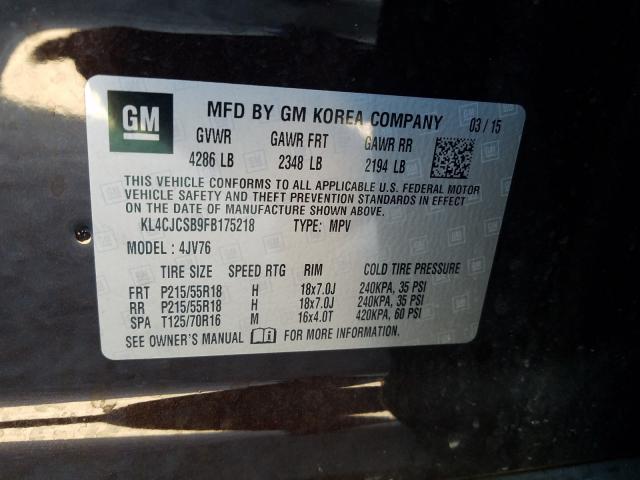 GM MFD BY GM KOREA COMPANY 03/15
GVWR GAWR FRT GAWR RR
4286 LB 2348 LB 2194 LB
THIS VEHICLE CONFORMS TO ALL APPLICABLE U.S. FEDERAL MOTOR
VEHICLE SAFETY AND THEFT PREVENTION STANDARDS IN EFFECT
ON THE DATE OF MANUFACTURE SHOWN ABOVE.
KL4CJCSB9FB175218 TYPE: MPV
MODEL : 4JV76
TIRE SIZE SPEED RTG RIM COLD TIRE PRESSURE
FRT P215/55R18 H 18x7.0J 240KPA, 35 PSI
RR P215/55R18 H 18x7.0J 240KPA, 35 PSI
SPA T125/70R16 M 16x4.0T 420KPA, 60 PSI
SEE OWNER'S MANUAL FOR MORE INFORMATION